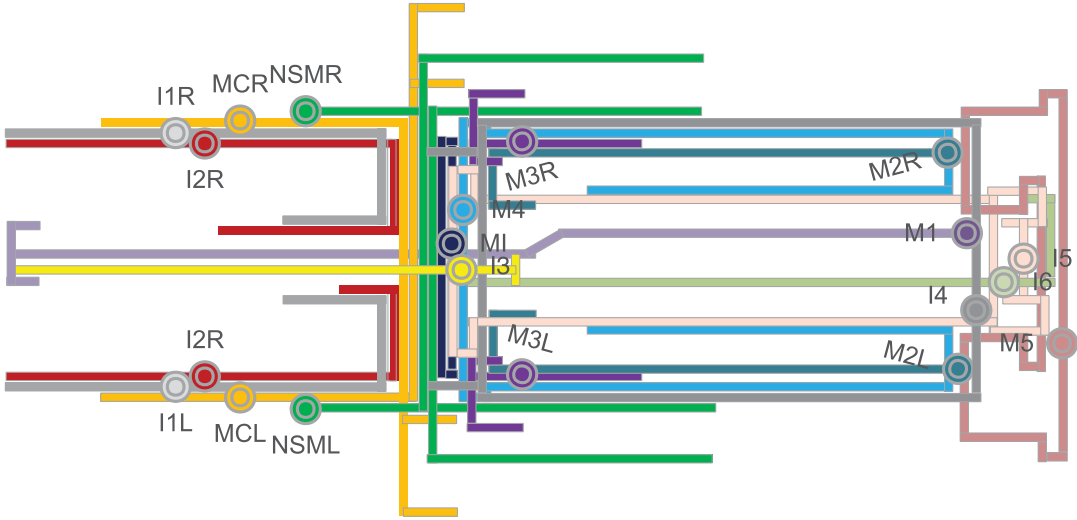 I1R
MCR
NSMR
I2R
M3R
M2R
M4
M1
MI
I3
I5
I6
I4
M5
I2R
M3L
M2L
I1L
MCL
NSML